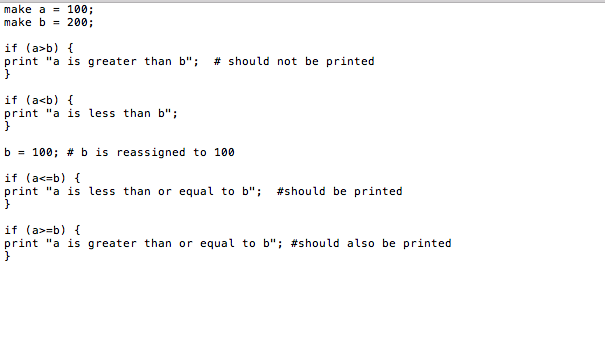 make a = 100;
make b = 200;
if (a>b) {
print "a is greater than b";  # should not be printed
}
if (a<b) {
print "a is less than b";
}
b = 100; # b is reassigned to 100
if (a<=b) {
print "a is less than or equal to b";  #should be printed
}
if (a>=b) {
print "a is greater than or equal to b"; #should also be printed
}